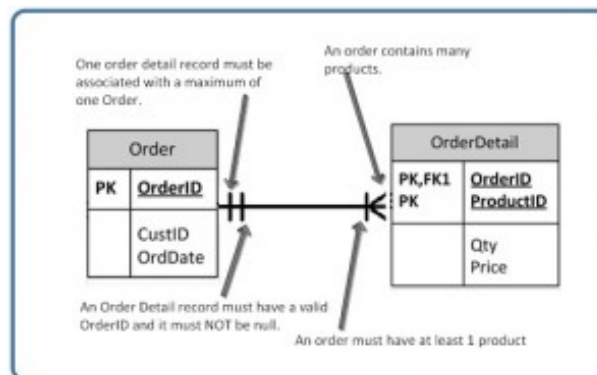 One order detail record must be
associated with a maximum of
one Order.
An order contains many
products.
Order
PK OrderID
CustID
OrdDate
OrderDetail
PK,FK1 OrderID
PK ProductID
Qty
Price
An Order Detail record must have a valid
OrderID and it must NOT be null.
An order must have at least 1 product